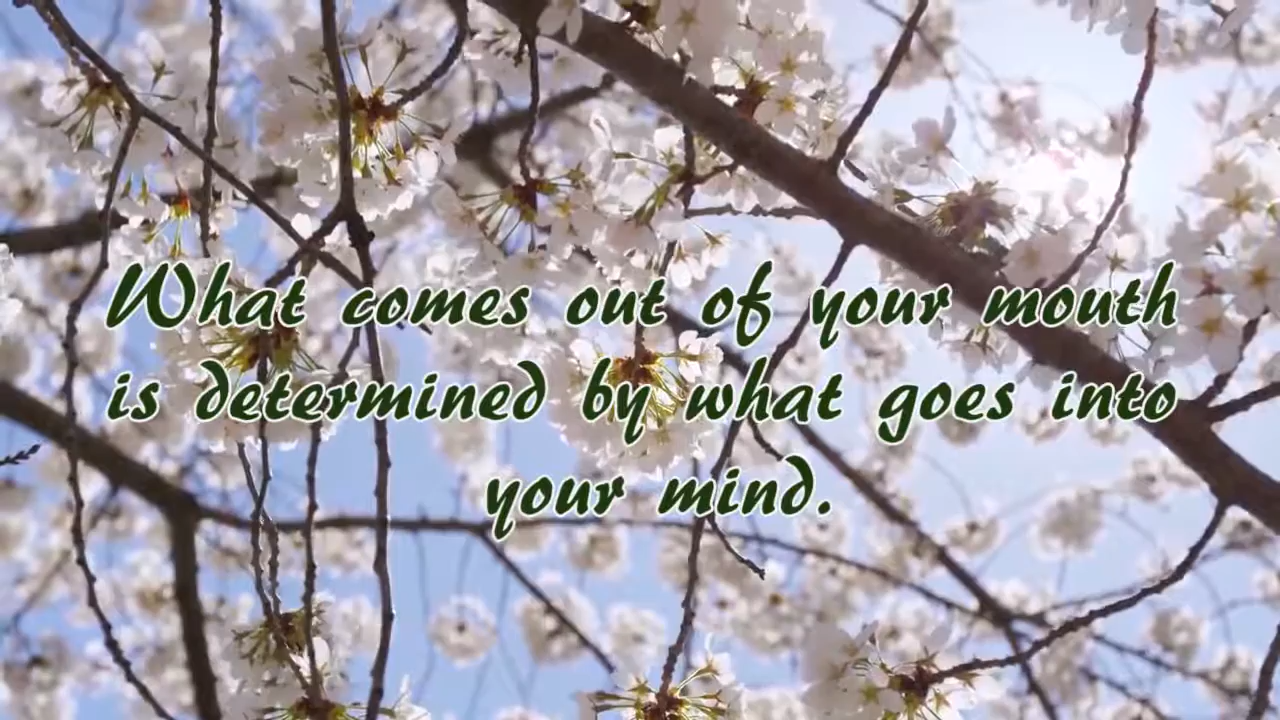 What comes out of your mouth
is determined by what goes into
your mind.